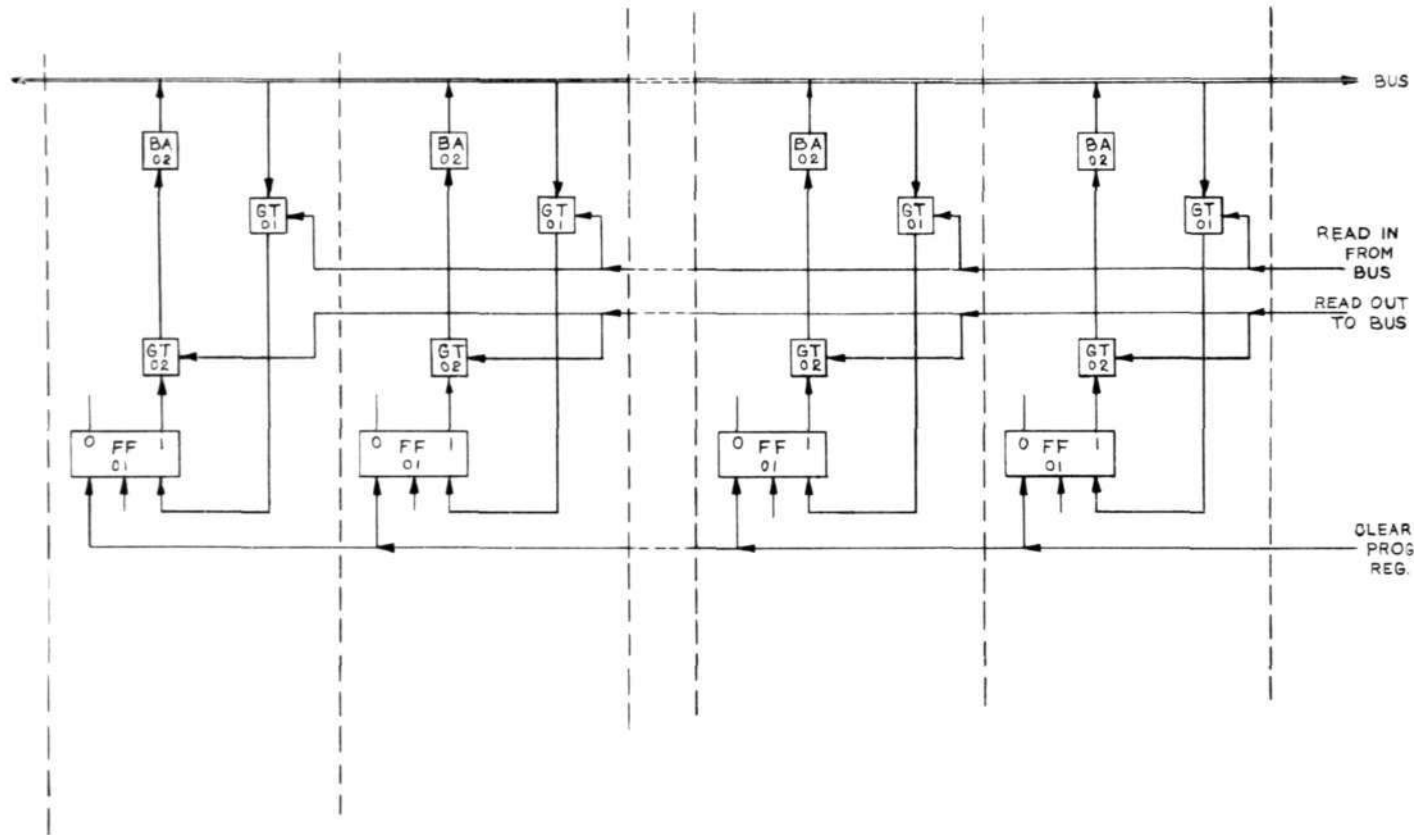 BUS
BA BA BA BA
02 02 02 02
GT GT GT GT
01 01 01 01
READ IN
FROM
BUS
READ OUT
TO BUS
GT GT GT GT
02 02 02 02
0 FF 1 0 FF 1 0 FF 1 0 FF 1
01 01 01 01
CLEAR
PROG
REG.